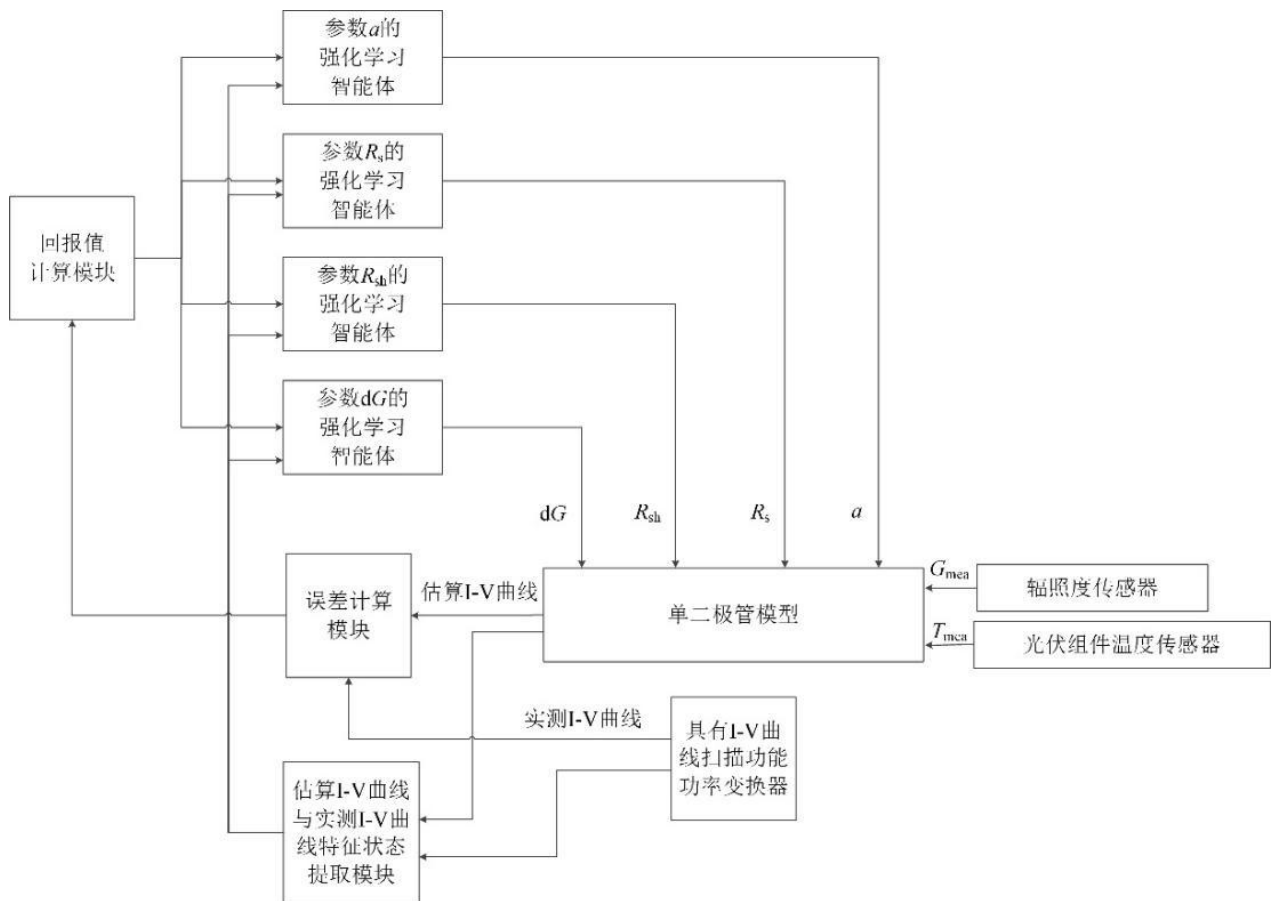 参数a的
强化学习
智能体
参数Rs的
强化学习
智能体
回报值
计算模块
参数Rsh的
强化学习
智能体
参数dG的
强化学习
智能体
dG
Rsh
Rs
a
误差计算
模块
估算I-V曲线
单二极管模型
Gmea
辐照度传感器
Tmea
光伏组件温度传感器
实测I-V曲线
具有I-V曲
线扫描功能
功率变换器
估算I-V曲线
与实测I-V曲
线特征状态
提取模块